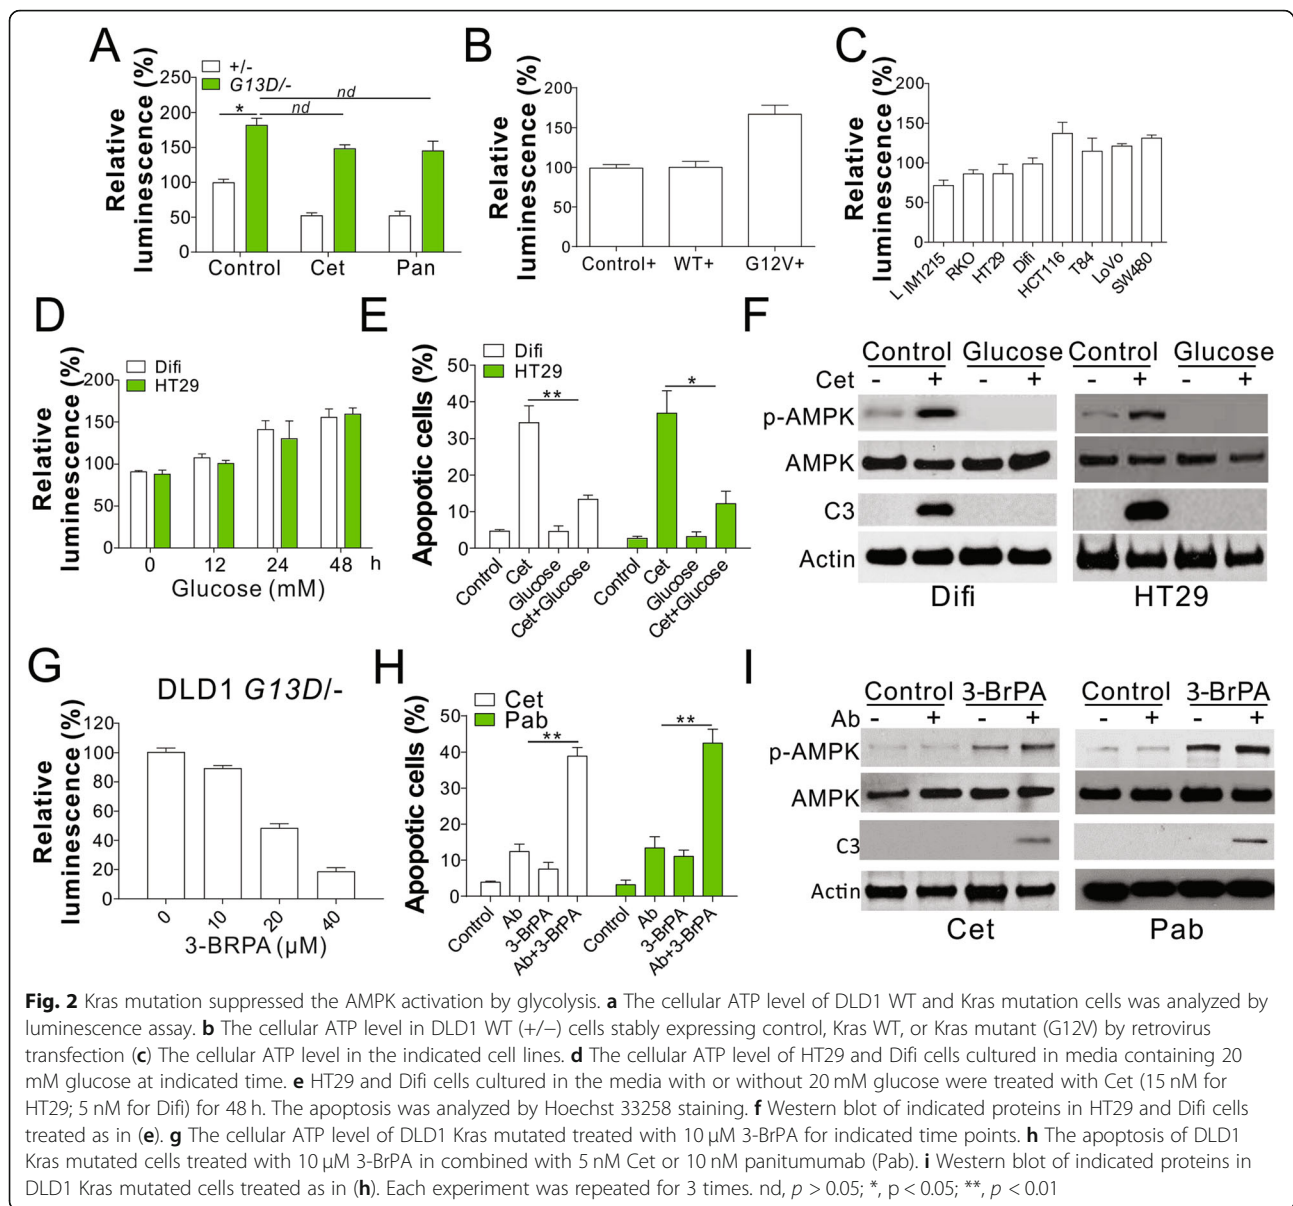 A
+/-
G13D/-
Relative
luminescence (%)
250
200
150
100
50
0
*
nd
nd
Control Cet Pan
B
Relative
luminescence (%)
200
150
100
50
0
Control+ WT+ G12V+
C
Relative
luminescence (%)
200
150
100
50
0
L IM1215
RKO
HT29
Difi
HCT116
T84
LoVo
SW480
D
Difi
HT29
Relative
luminescence (%)
150
100
50
0
0 12 24 48 h
Glucose (mM)
E
Difi
HT29
Apopotic cells (%)
50
40
30
20
10
0
**
*
Control
Cet
Glucose
Cet+Glucose
Control
Cet
Glucose
Cet+Glucose
F
Control Glucose Control Glucose
Cet - + - + - + - +
p-AMPK
AMPK
C3
Actin
Difi HT29
G
DLD1 G13D/-
Relative
luminescence (%)
120
100
80
60
40
20
0
0 10 20 40
3-BRPA (μM)
H
Cet
Pab
Apopotic cells (%)
50
40
30
20
10
0
**
**
Control
Ab
3-BrPA
Ab+3-BrPA
Control
Ab
3-BrPA
Ab+3-BrPA
I
Control 3-BrPA Control 3-BrPA
Ab - + - + - + - +
p-AMPK
AMPK
C3
Actin
Cet Pab
Fig. 2 Kras mutation suppressed the AMPK activation by glycolysis. a The cellular ATP level of DLD1 WT and Kras mutation cells was analyzed by
luminescence assay. b The cellular ATP level in DLD1 WT (+/−) cells stably expressing control, Kras WT, or Kras mutant (G12V) by retrovirus
transfection (c) The cellular ATP level in the indicated cell lines. d The cellular ATP level of HT29 and Difi cells cultured in media containing 20
mM glucose at indicated time. e HT29 and Difi cells cultured in the media with or without 20 mM glucose were treated with Cet (15 nM for
HT29; 5 nM for Difi) for 48 h. The apoptosis was analyzed by Hoechst 33258 staining. f Western blot of indicated proteins in HT29 and Difi cells
treated as in (e). g The cellular ATP level of DLD1 Kras mutated treated with 10 μM 3-BrPA for indicated time points. h The apoptosis of DLD1
Kras mutated cells treated with 10 μM 3-BrPA in combined with 5 nM Cet or 10 nM panitumumab (Pab). i Western blot of indicated proteins in
DLD1 Kras mutated cells treated as in (h). Each experiment was repeated for 3 times. nd, p > 0.05; *, p < 0.05; **, p < 0.01